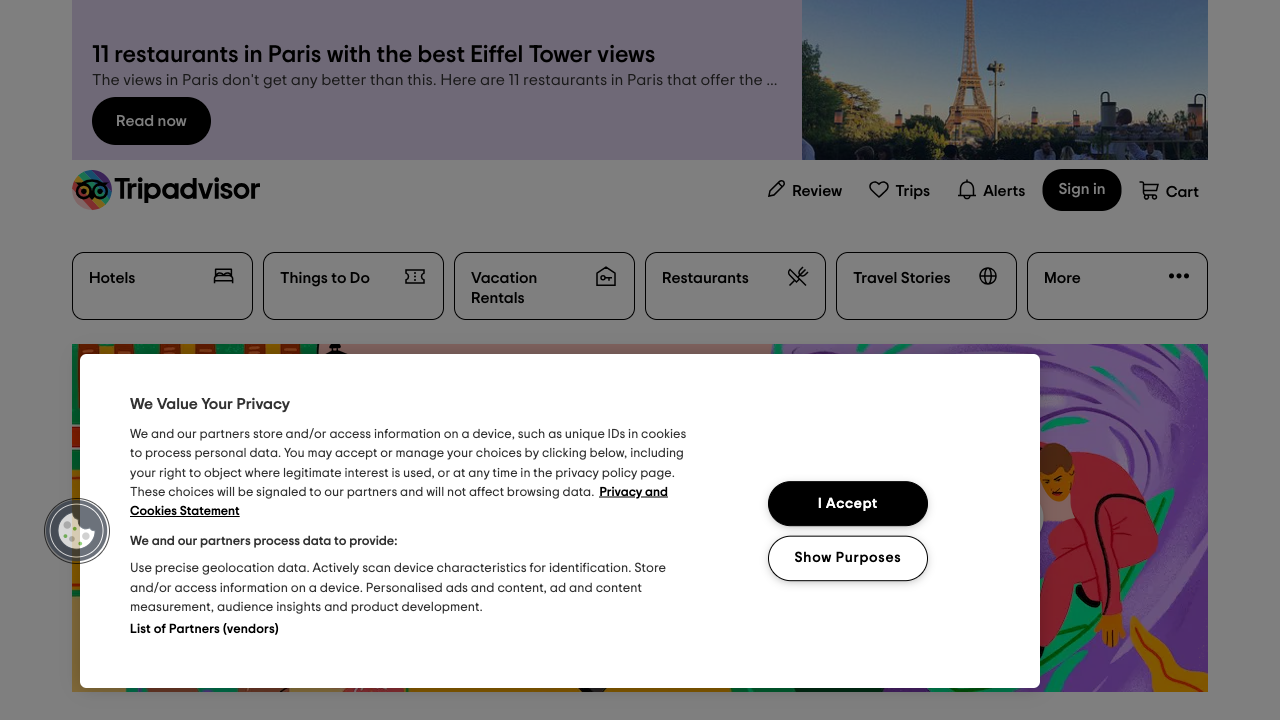 11 restaurants in Paris with the best Eiffel Tower views
The views in Paris don't get any better than this. Here are 11 restaurants in Paris that offer the ...
Read now
Tripadvisor
Review
Trips
Alerts
Sign in
Cart
Hotels
Things to Do
Vacation
Rentals
Restaurants
Travel Stories
More
We Value Your Privacy
We and our partners store and/or access information on a device, such as unique IDs in cookies
to process personal data. You may accept or manage your choices by clicking below, including
your right to object where legitimate interest is used, or at any time in the privacy policy page.
These choices will be signaled to our partners and will not affect browsing data. Privacy and
Cookies Statement
We and our partners process data to provide:
Use precise geolocation data. Actively scan device characteristics for identification. Store
and/or access information on a device. Personalised ads and content, ad and content
measurement, audience insights and product development.
List of Partners (vendors)
I Accept
Show Purposes